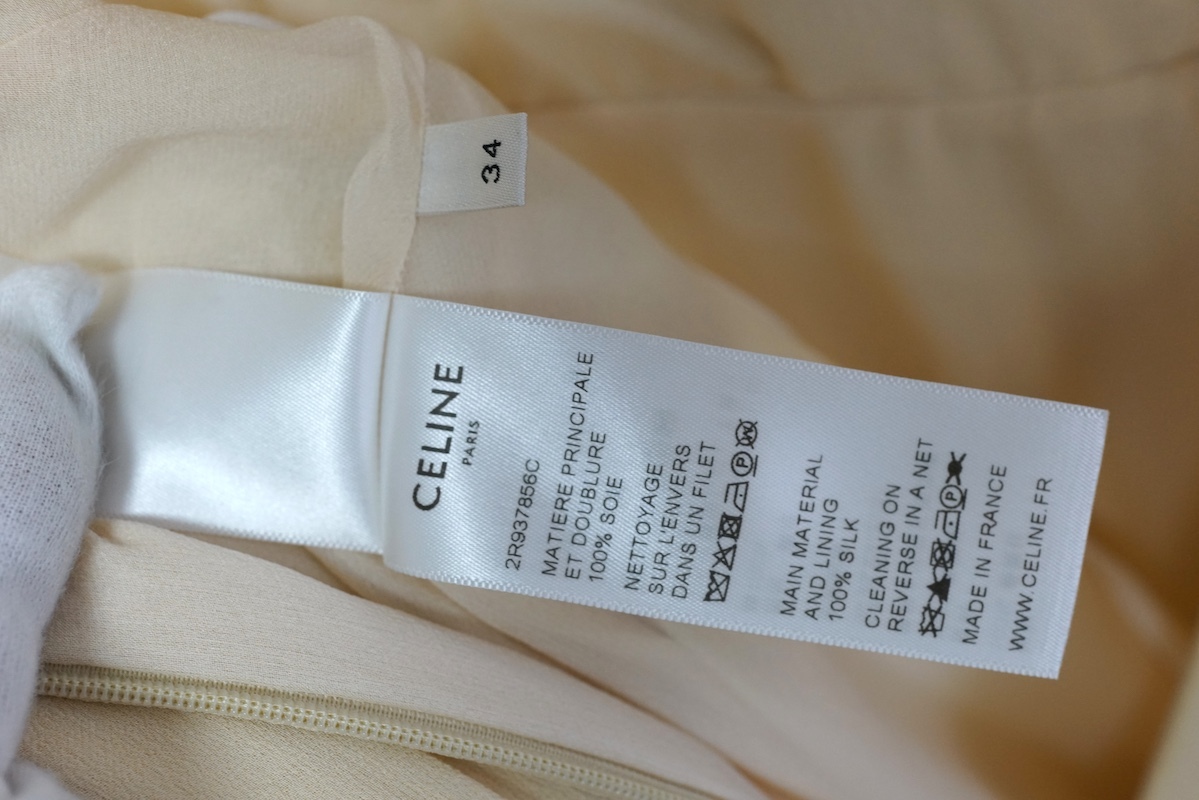 34
CELINE
PARIS
2R937856C
MATIERE PRINCIPALE
ET DOUBLURE
100% SOIE
NETTOYAGE
SUR L'ENVERS
DANS UN FILET
P W
MAIN MATERIAL
AND LINING
100% SILK
CLEANING ON
REVERSE IN A NET
P
MADE IN FRANCE
WWW.CELINE.FR